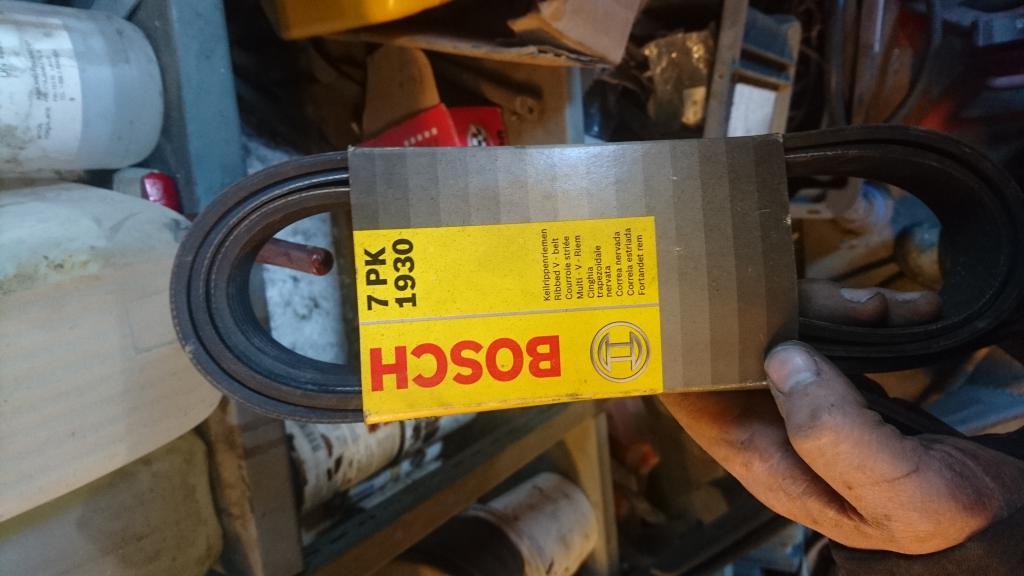 7 PK
1930
Keilrippenriemen
Ribbed V - belt
Courroie striée
Multi - V - Riem
Cinghia
trapezoidale
nervata
Correa nervada
Correia estriada
Fortandet rem
BOSCH